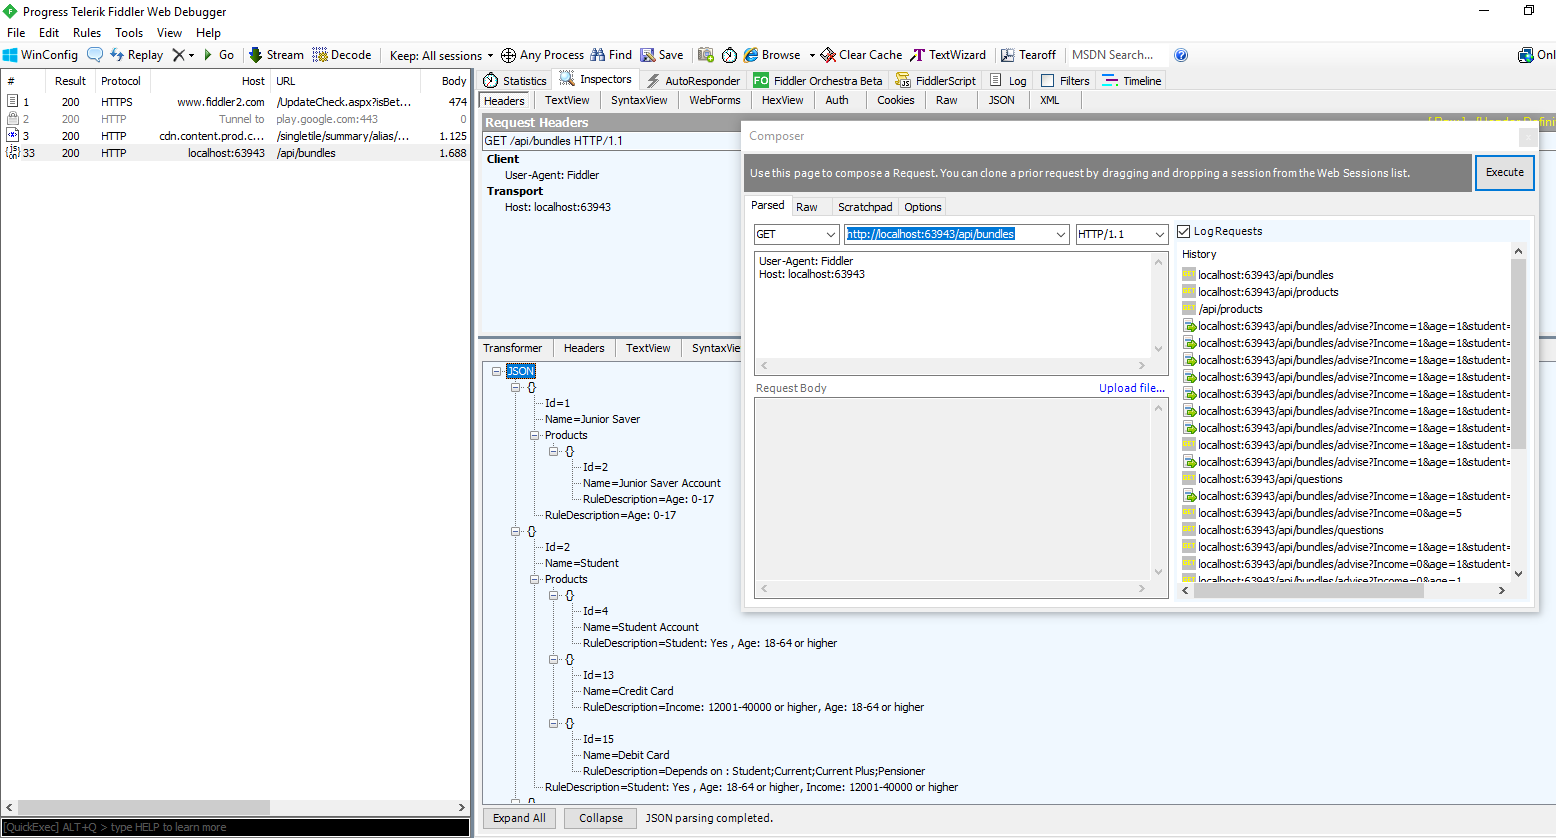 Progress Telerik Fiddler Web Debugger
File Edit Rules Tools View Help
WinConfig Replay Go Stream Decode Keep: All sessions Any Process Find Save Browse Clear Cache TextWizard Tearoff MSDN Search... Onl
# Result Protocol Host URL Body
1 200 HTTPS www.fiddler2.com /UpdateCheck.aspx?isBet... 474
2 200 HTTP Tunnel to play.google.com:443 0
3 200 HTTP cdn.content.prod.c... /singletile/summary/alias/... 1.125
33 200 HTTP localhost:63943 /api/bundles 1.688
Statistics Inspectors AutoResponder FO Fiddler Orchestra Beta FiddlerScript Log Filters Timeline
Headers TextView SyntaxView WebForms HexView Auth Cookies Raw JSON XML
Request Headers
GET /api/bundles HTTP/1.1
Client
User-Agent: Fiddler
Transport
Host: localhost:63943
Composer
Use this page to compose a Request. You can clone a prior request by dragging and dropping a session from the Web Sessions list.
Execute
Parsed Raw Scratchpad Options
GET http://localhost:63943/api/bundles HTTP/1.1
User-Agent: Fiddler
Host: localhost:63943
Request Body Upload file...
Log Requests
History
localhost:63943/api/bundles
localhost:63943/api/products
/api/products
localhost:63943/api/bundles/advise?Income=1&age=1&student=
localhost:63943/api/bundles/advise?Income=1&age=1&student=
localhost:63943/api/bundles/advise?Income=1&age=1&student=
localhost:63943/api/bundles/advise?Income=1&age=1&student=
localhost:63943/api/bundles/advise?Income=1&age=1&student=
localhost:63943/api/bundles/advise?Income=1&age=1&student=
localhost:63943/api/bundles/advise?Income=1&age=1&student=
localhost:63943/api/bundles/advise?Income=1&age=1&student=
localhost:63943/api/bundles/advise?Income=1&age=1&student=
localhost:63943/api/questions
localhost:63943/api/bundles/advise?Income=1&age=1&student=
localhost:63943/api/bundles/advise?Income=0&age=5
localhost:63943/api/bundles/questions
localhost:63943/api/bundles/advise?Income=1&age=1&student=
localhost:63943/api/bundles/advise?Income=0&age=1&student=
localhost:63943/api/bundles/advise?Income=0&age=1
Transformer Headers TextView SyntaxVie
JSON
{}
Id=1
Name=Junior Saver
Products
{}
Id=2
Name=Junior Saver Account
RuleDescription=Age: 0-17
RuleDescription=Age: 0-17
{}
Id=2
Name=Student
Products
{}
Id=4
Name=Student Account
RuleDescription=Student: Yes , Age: 18-64 or higher
{}
Id=13
Name=Credit Card
RuleDescription=Income: 12001-40000 or higher, Age: 18-64 or higher
{}
Id=15
Name=Debit Card
RuleDescription=Depends on : Student;Current;Current Plus;Pensioner
RuleDescription=Student: Yes , Age: 18-64 or higher, Income: 12001-40000 or higher
{}
Expand All Collapse JSON parsing completed.
[QuickExec] ALT+Q > type HELP to learn more